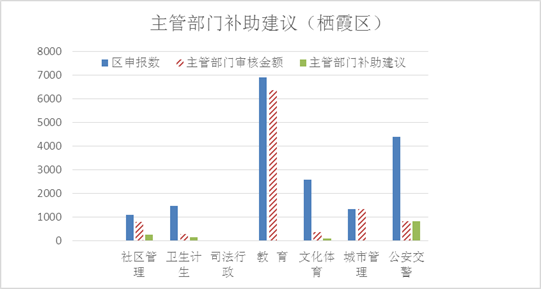 主管部门补助建议（栖霞区）
8000
7000
6000
5000
4000
3000
2000
1000
0
区申报数 主管部门审核金额 主管部门补助建议
社区管
理
卫生计
生
司法行
政
教 育
文化体
育
城市管
理
公安交
警